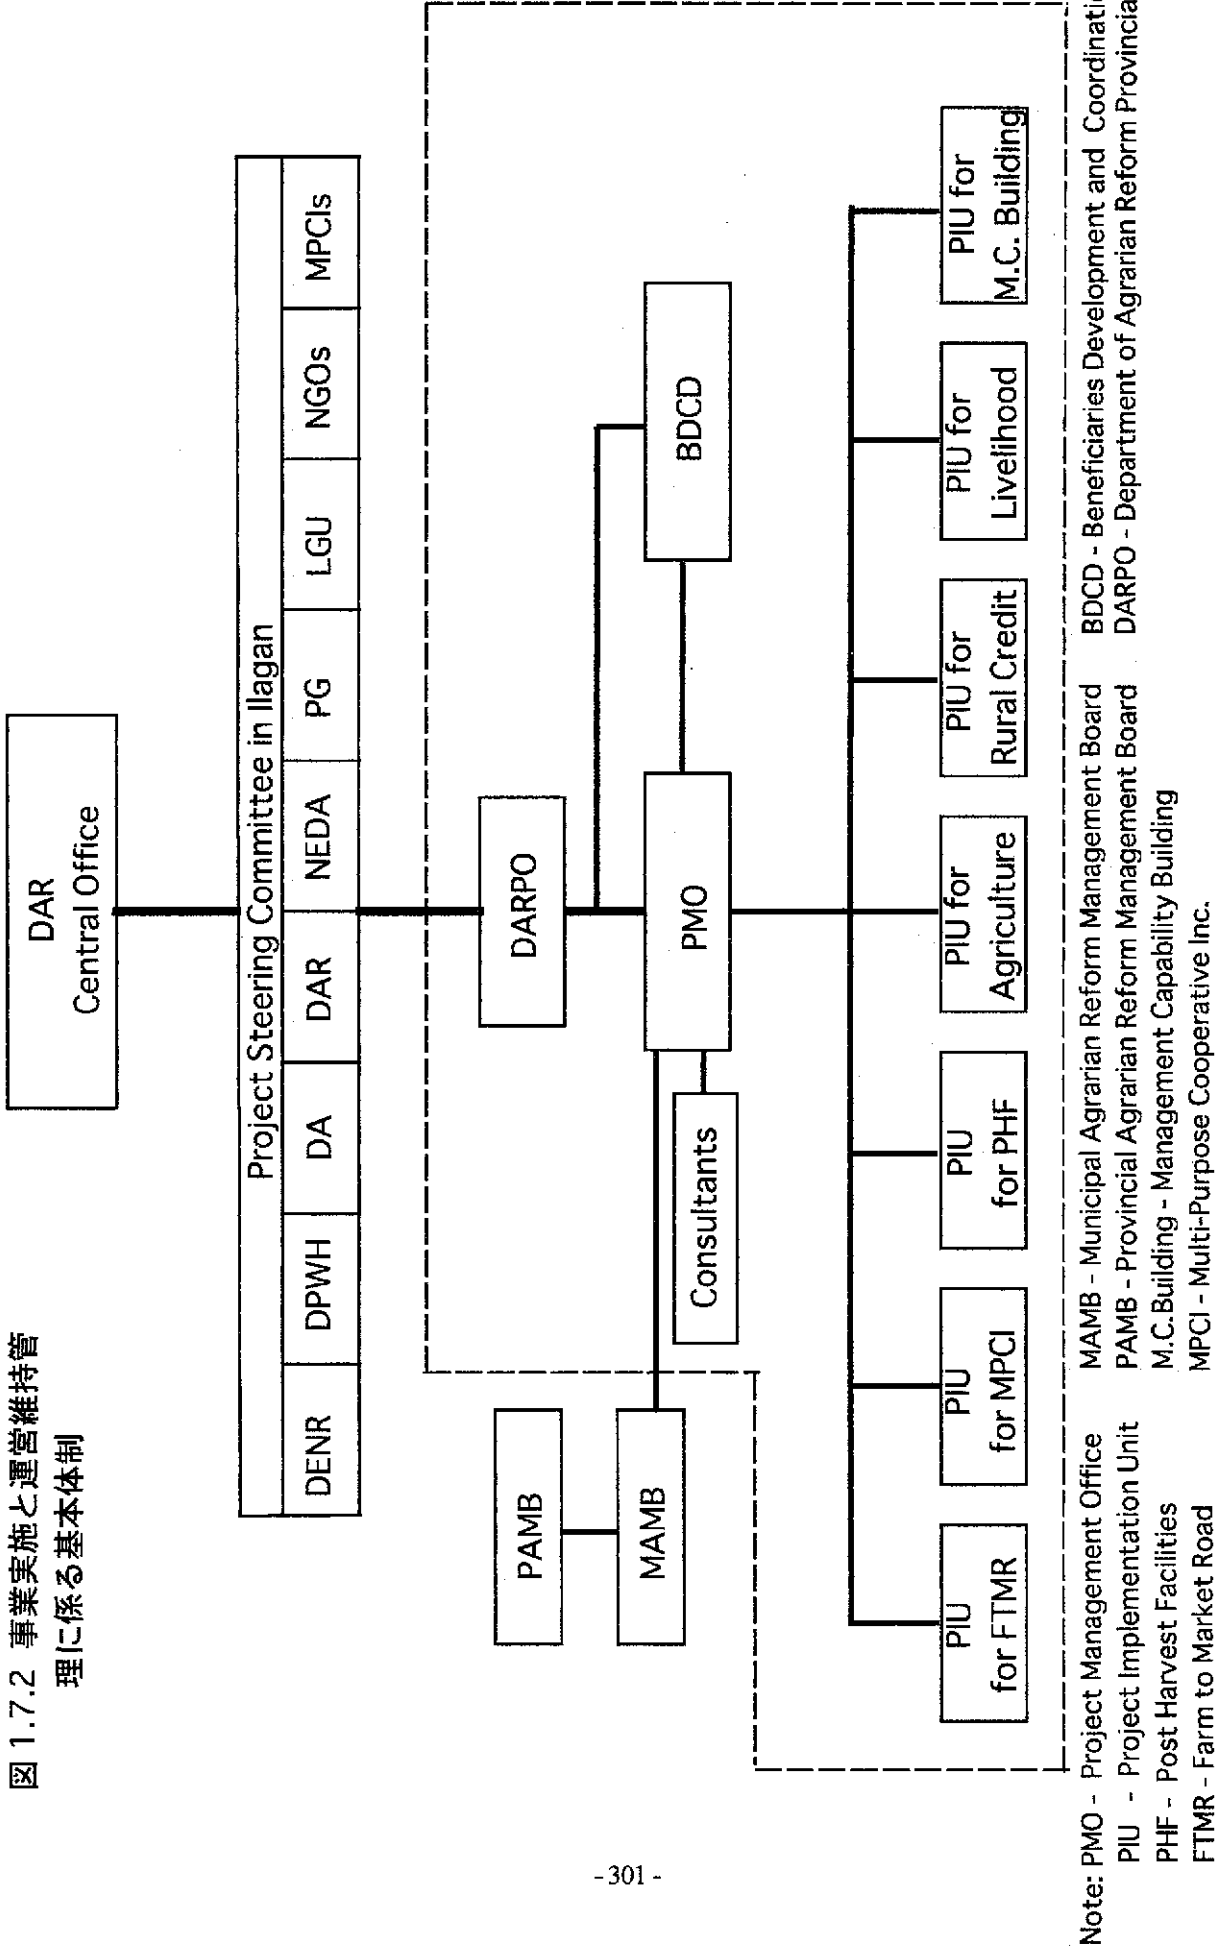 図 1.7.2 事業実施と運営維持管
理に係る基本体制
DAR
Central Office
Project Steering Committee in Ilagan
DENR DPWH DA DAR NEDA PG LGU NGOs MPCIs
DARPO
PAMB
MAMB
PMO
BDCD
Consultants
PIU
for FTMR
PIU
for MPCI
PIU
for PHF
PIU for
Agriculture
PIU for
Rural Credit
PIU for
Livelihood
PIU for
M.C. Building
Note: PMO - Project Management Office
PIU - Project Implementation Unit
PHF - Post Harvest Facilities
FTMR - Farm to Market Road
MAMB - Municipal Agrarian Reform Management Board
PAMB - Provincial Agrarian Reform Management Board
M.C.Building - Management Capability Building
MPCI - Multi-Purpose Cooperative Inc.
BDCD - Beneficiaries Development and Coordinati
DARPO - Department of Agrarian Reform Provincia
- 301 -